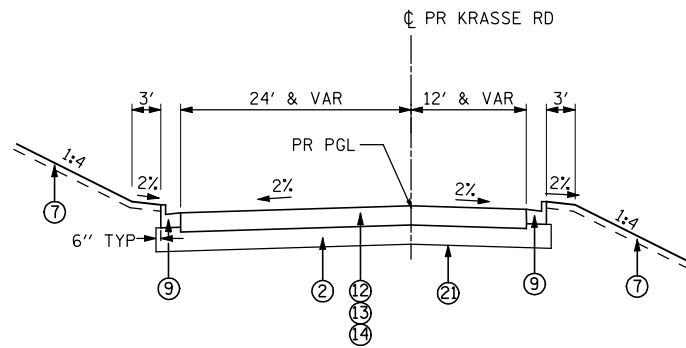 ℄ PR KRASSE RD
3' 24' & VAR 12' & VAR 3'
PR PGL
1:4 2% 2% 2% 2% 1:4
7
6'' TYP
9 2 12 21 9 7
13
14